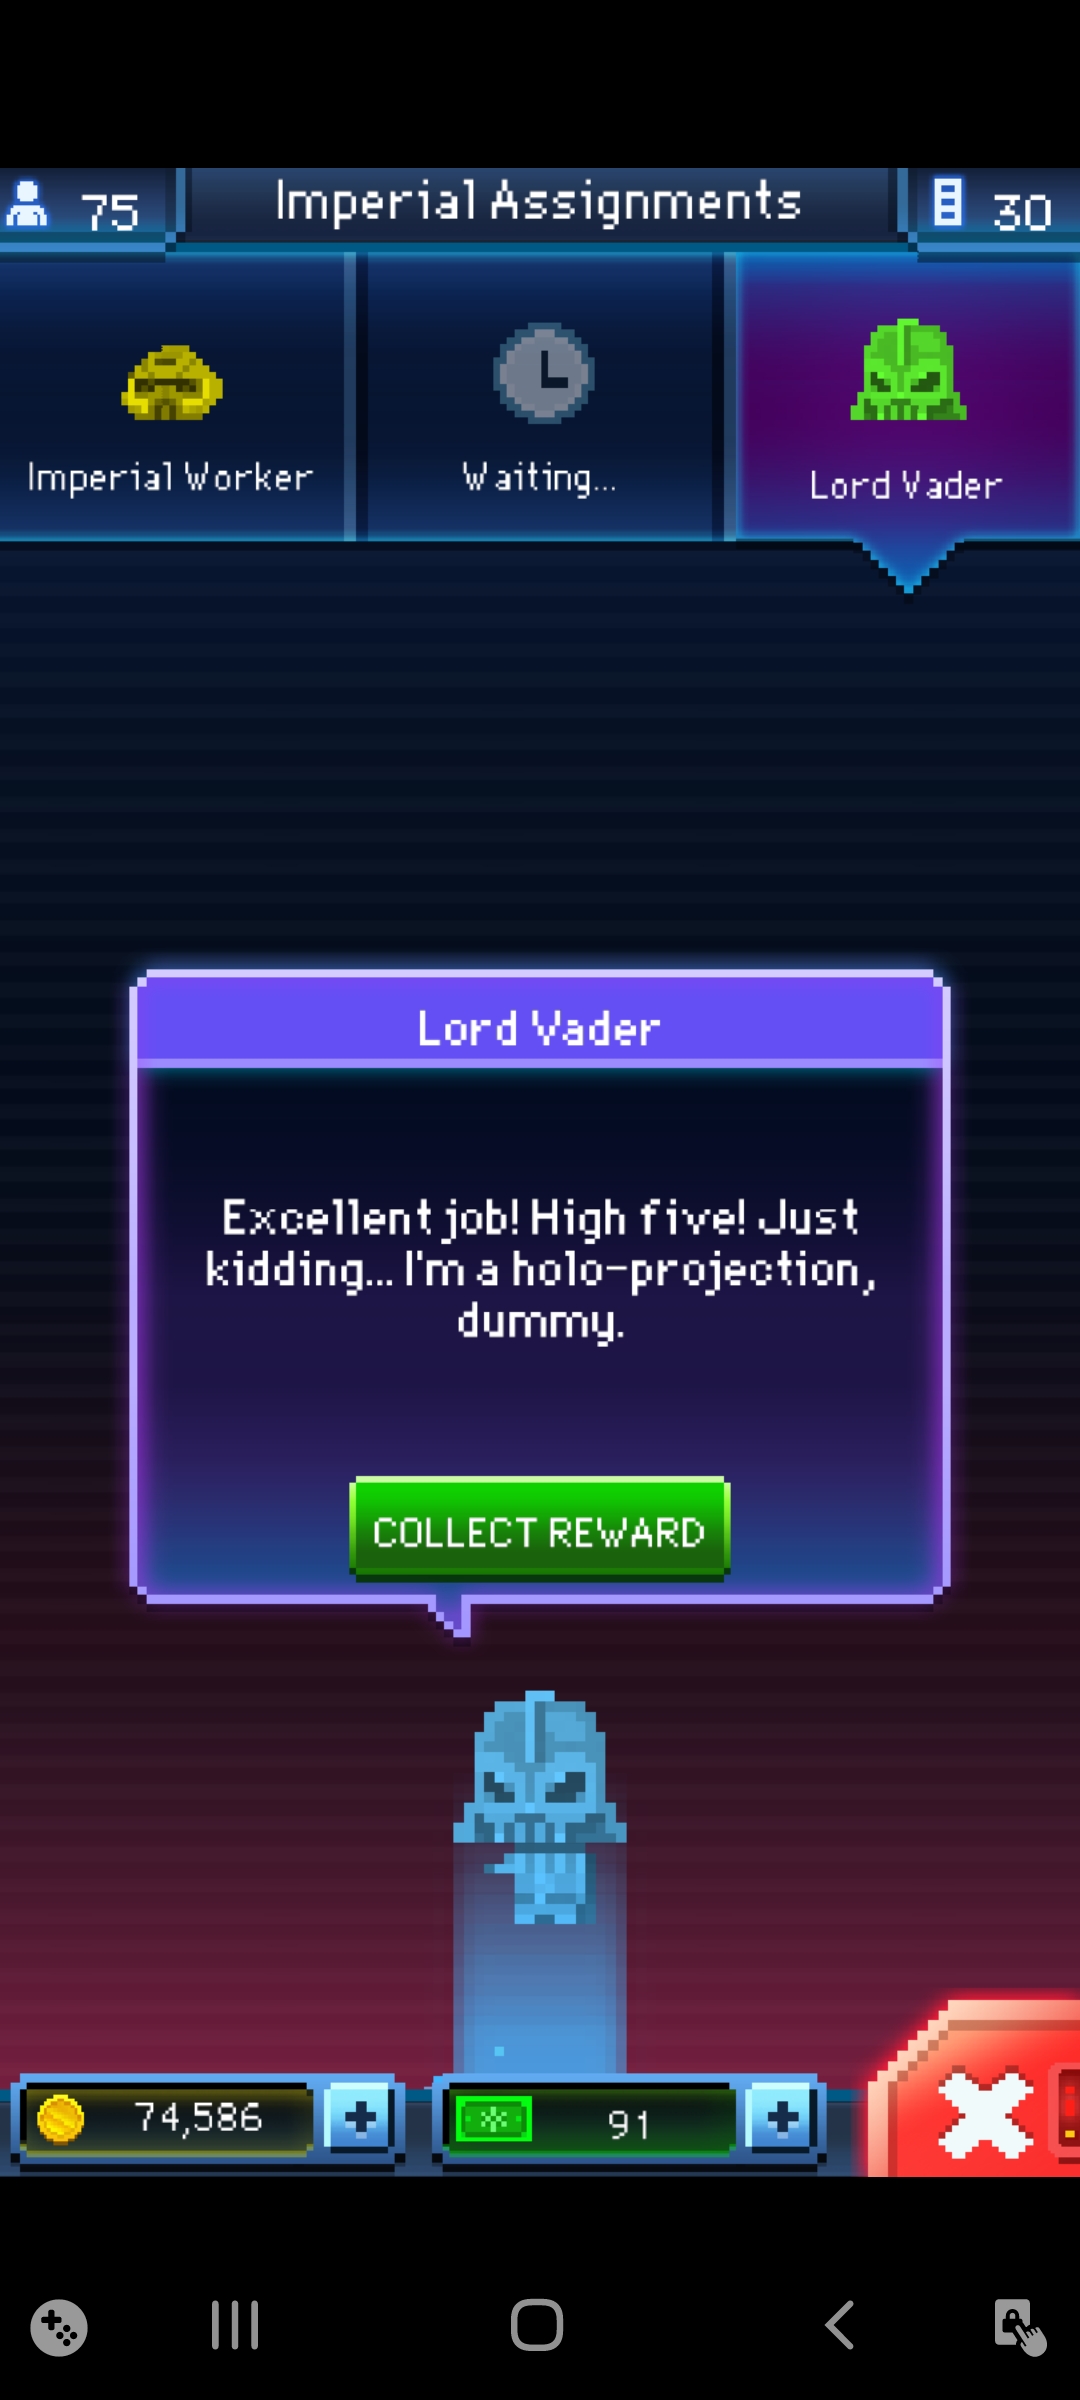 75
Imperial Assignments
30
Imperial Worker
Waiting...
Lord Vader
Lord Vader
Excellent job! High five! Just
kidding... I'm a holo-projection,
dummy.
COLLECT REWARD
74,586
91